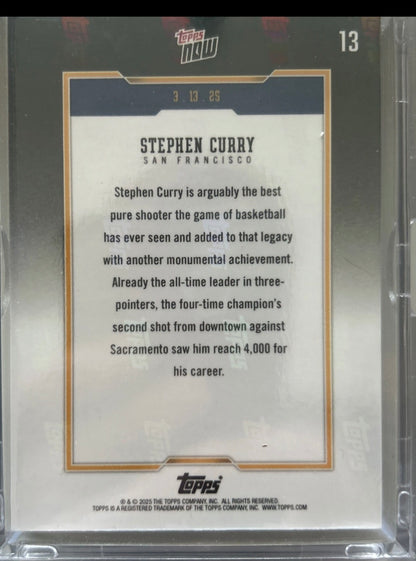 TOPPS NOW
13
3.13.25
STEPHEN CURRY
SAN FRANCISCO
Stephen Curry is arguably the best
pure shooter the game of basketball
has ever seen and added to that legacy
with another monumental achievement.
Already the all-time leader in three-
pointers, the four-time champion's
second shot from downtown against
Sacramento saw him reach 4,000 for
his career.
TOPPS
® & © 2025 THE TOPPS COMPANY, INC. ALL RIGHTS RESERVED.
TOPPS IS A REGISTERED TRADEMARK OF THE TOPPS COMPANY, INC. WWW.TOPPS.COM